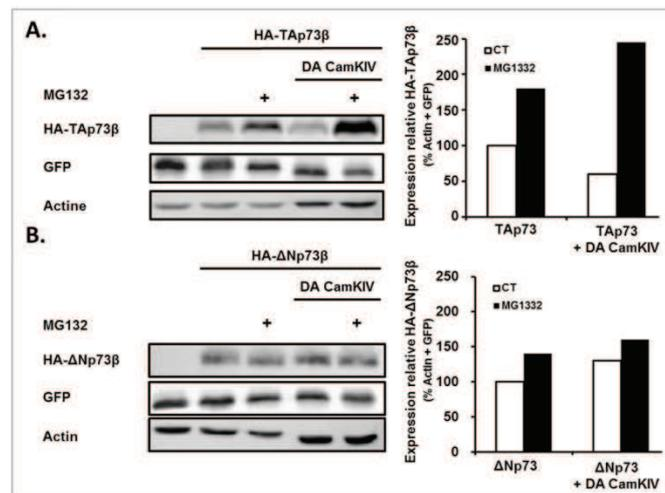 A.
HA-TAp73β
DA CamKIV
MG132 + +
HA-TAp73β
GFP
Actine
Expression relative HA-TAp73β
(% Actin + GFP)
250
200
150
100
50
0
CT
MG1332
TAp73
TAp73
+ DA CamKIV
B.
HA-ΔNp73β
DA CamKIV
MG132 + +
HA-ΔNp73β
GFP
Actin
Expression relative HA-ΔNp73β
(% Actin + GFP)
250
200
150
100
50
0
CT
MG1332
ΔNp73
ΔNp73
+ DA CamKIV